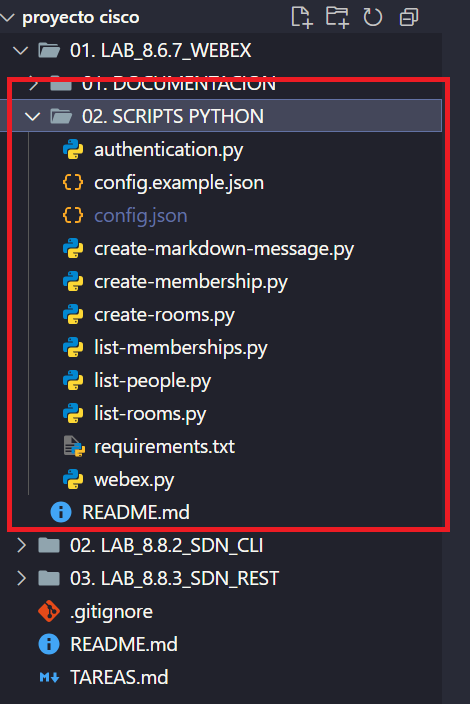 proyecto cisco
01. LAB_8.6.7_WEBEX
01. DOCUMENTACION
02. SCRIPTS PYTHON
authentication.py
config.example.json
config.json
create-markdown-message.py
create-membership.py
create-rooms.py
list-memberships.py
list-people.py
list-rooms.py
requirements.txt
webex.py
README.md
02. LAB_8.8.2_SDN_CLI
03. LAB_8.8.3_SDN_REST
.gitignore
README.md
TAREAS.md